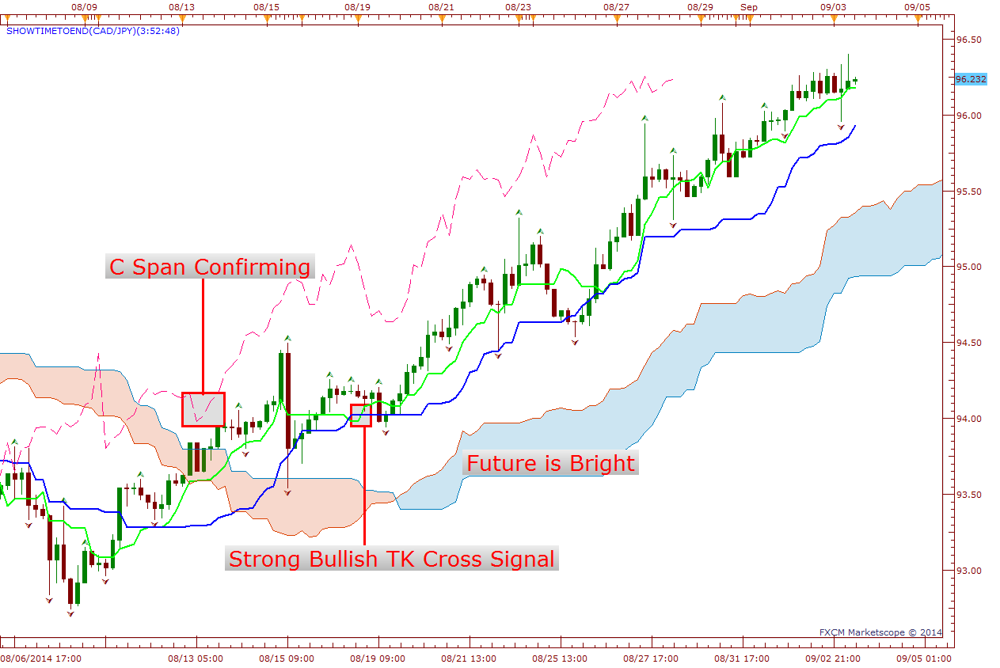 08/09 08/13 08/15 08/19 08/21 08/23 08/27 08/29 Sep 09/03 09/05
SHOWTIMETOEND(CAD/JPY)(3:52:48)
96.50
96.232
96.00
95.50
C Span Confirming
95.00
94.50
94.00
Future is Bright
93.50
Strong Bullish TK Cross Signal
93.00
FXCM Marketscope © 2014
08/06/2014 17:00 08/13 05:00 08/15 09:00 08/19 09:00 08/21 13:00 08/25 13:00 08/27 17:00 08/31 17:00 09/02 21:00 09/05 01:00